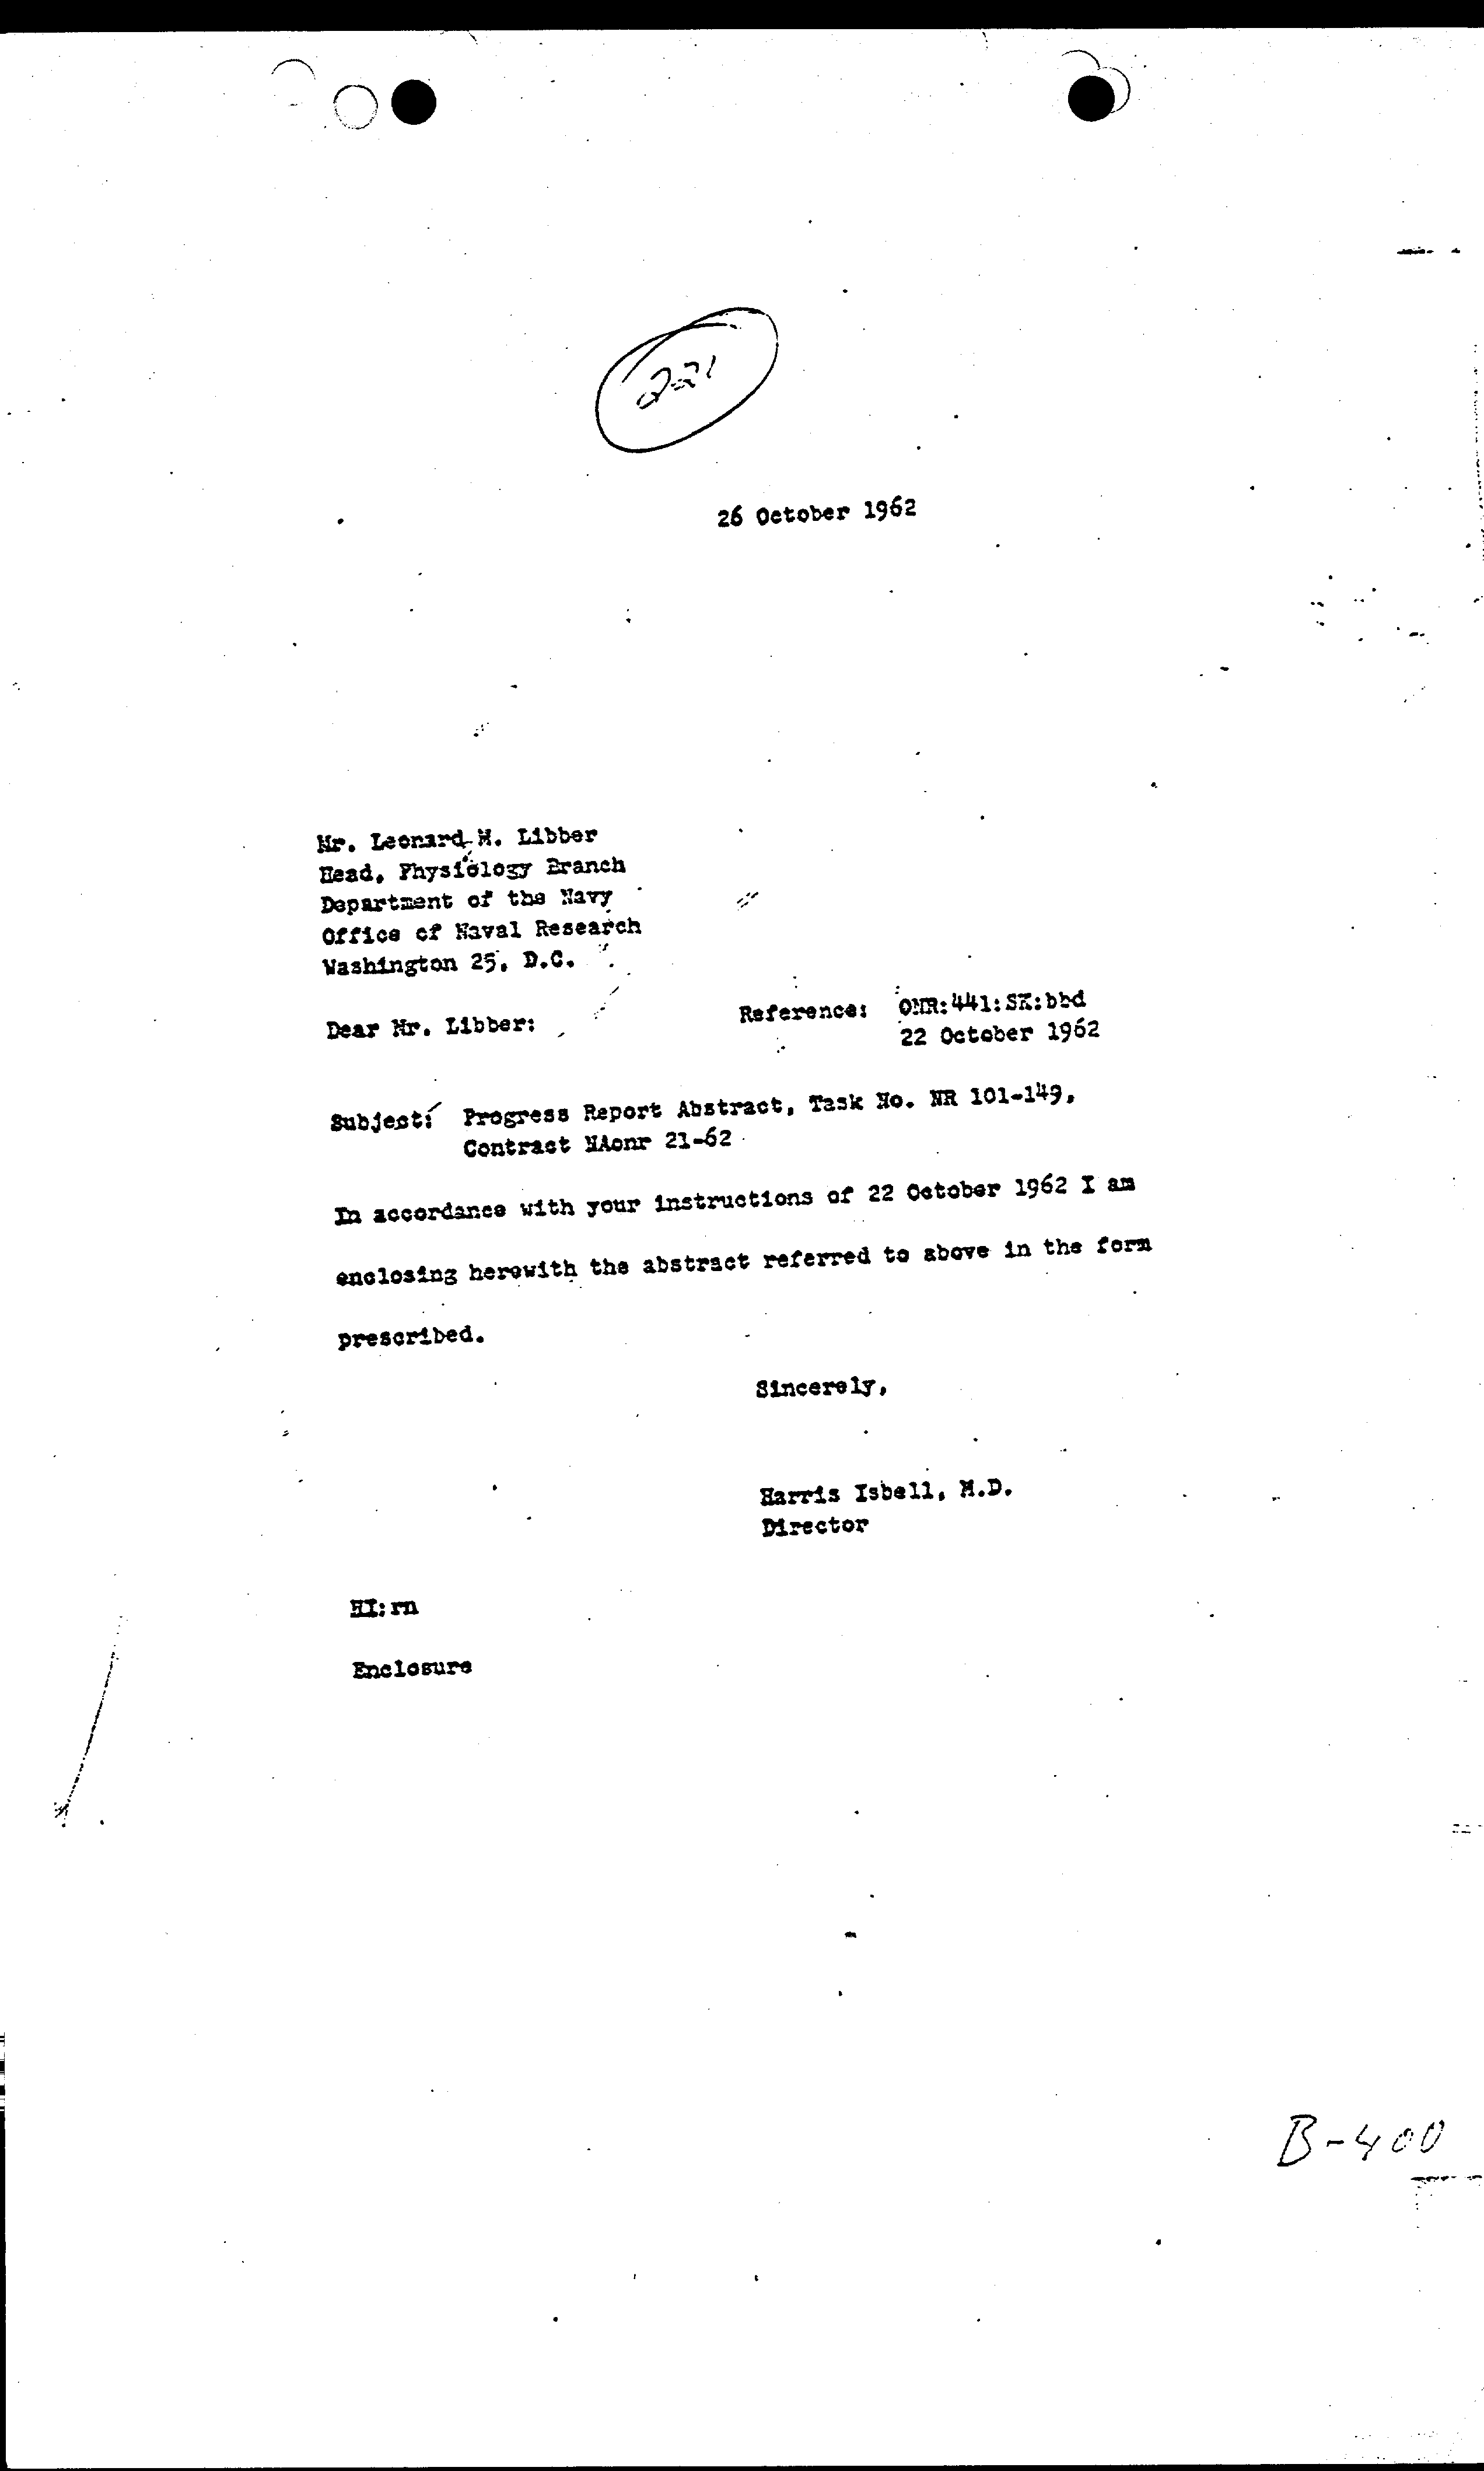 221
26 October 1962
Mr. Leonard M. Libber
Head, Physiology Branch
Department of the Navy
Office of Naval Research
Washington 25, D.C.
Dear Mr. Libber:
Reference: ONR:441:SK:bbd
22 October 1962
Subject: Progress Report Abstract, Task No. NR 101-149,
Contract NAonr 21-62
In accordance with your instructions of 22 October 1962 I am
enclosing herewith the abstract referred to above in the form
prescribed.
Sincerely,
Harris Isbell, M.D.
Director
HI:rn
Enclosure
B-400